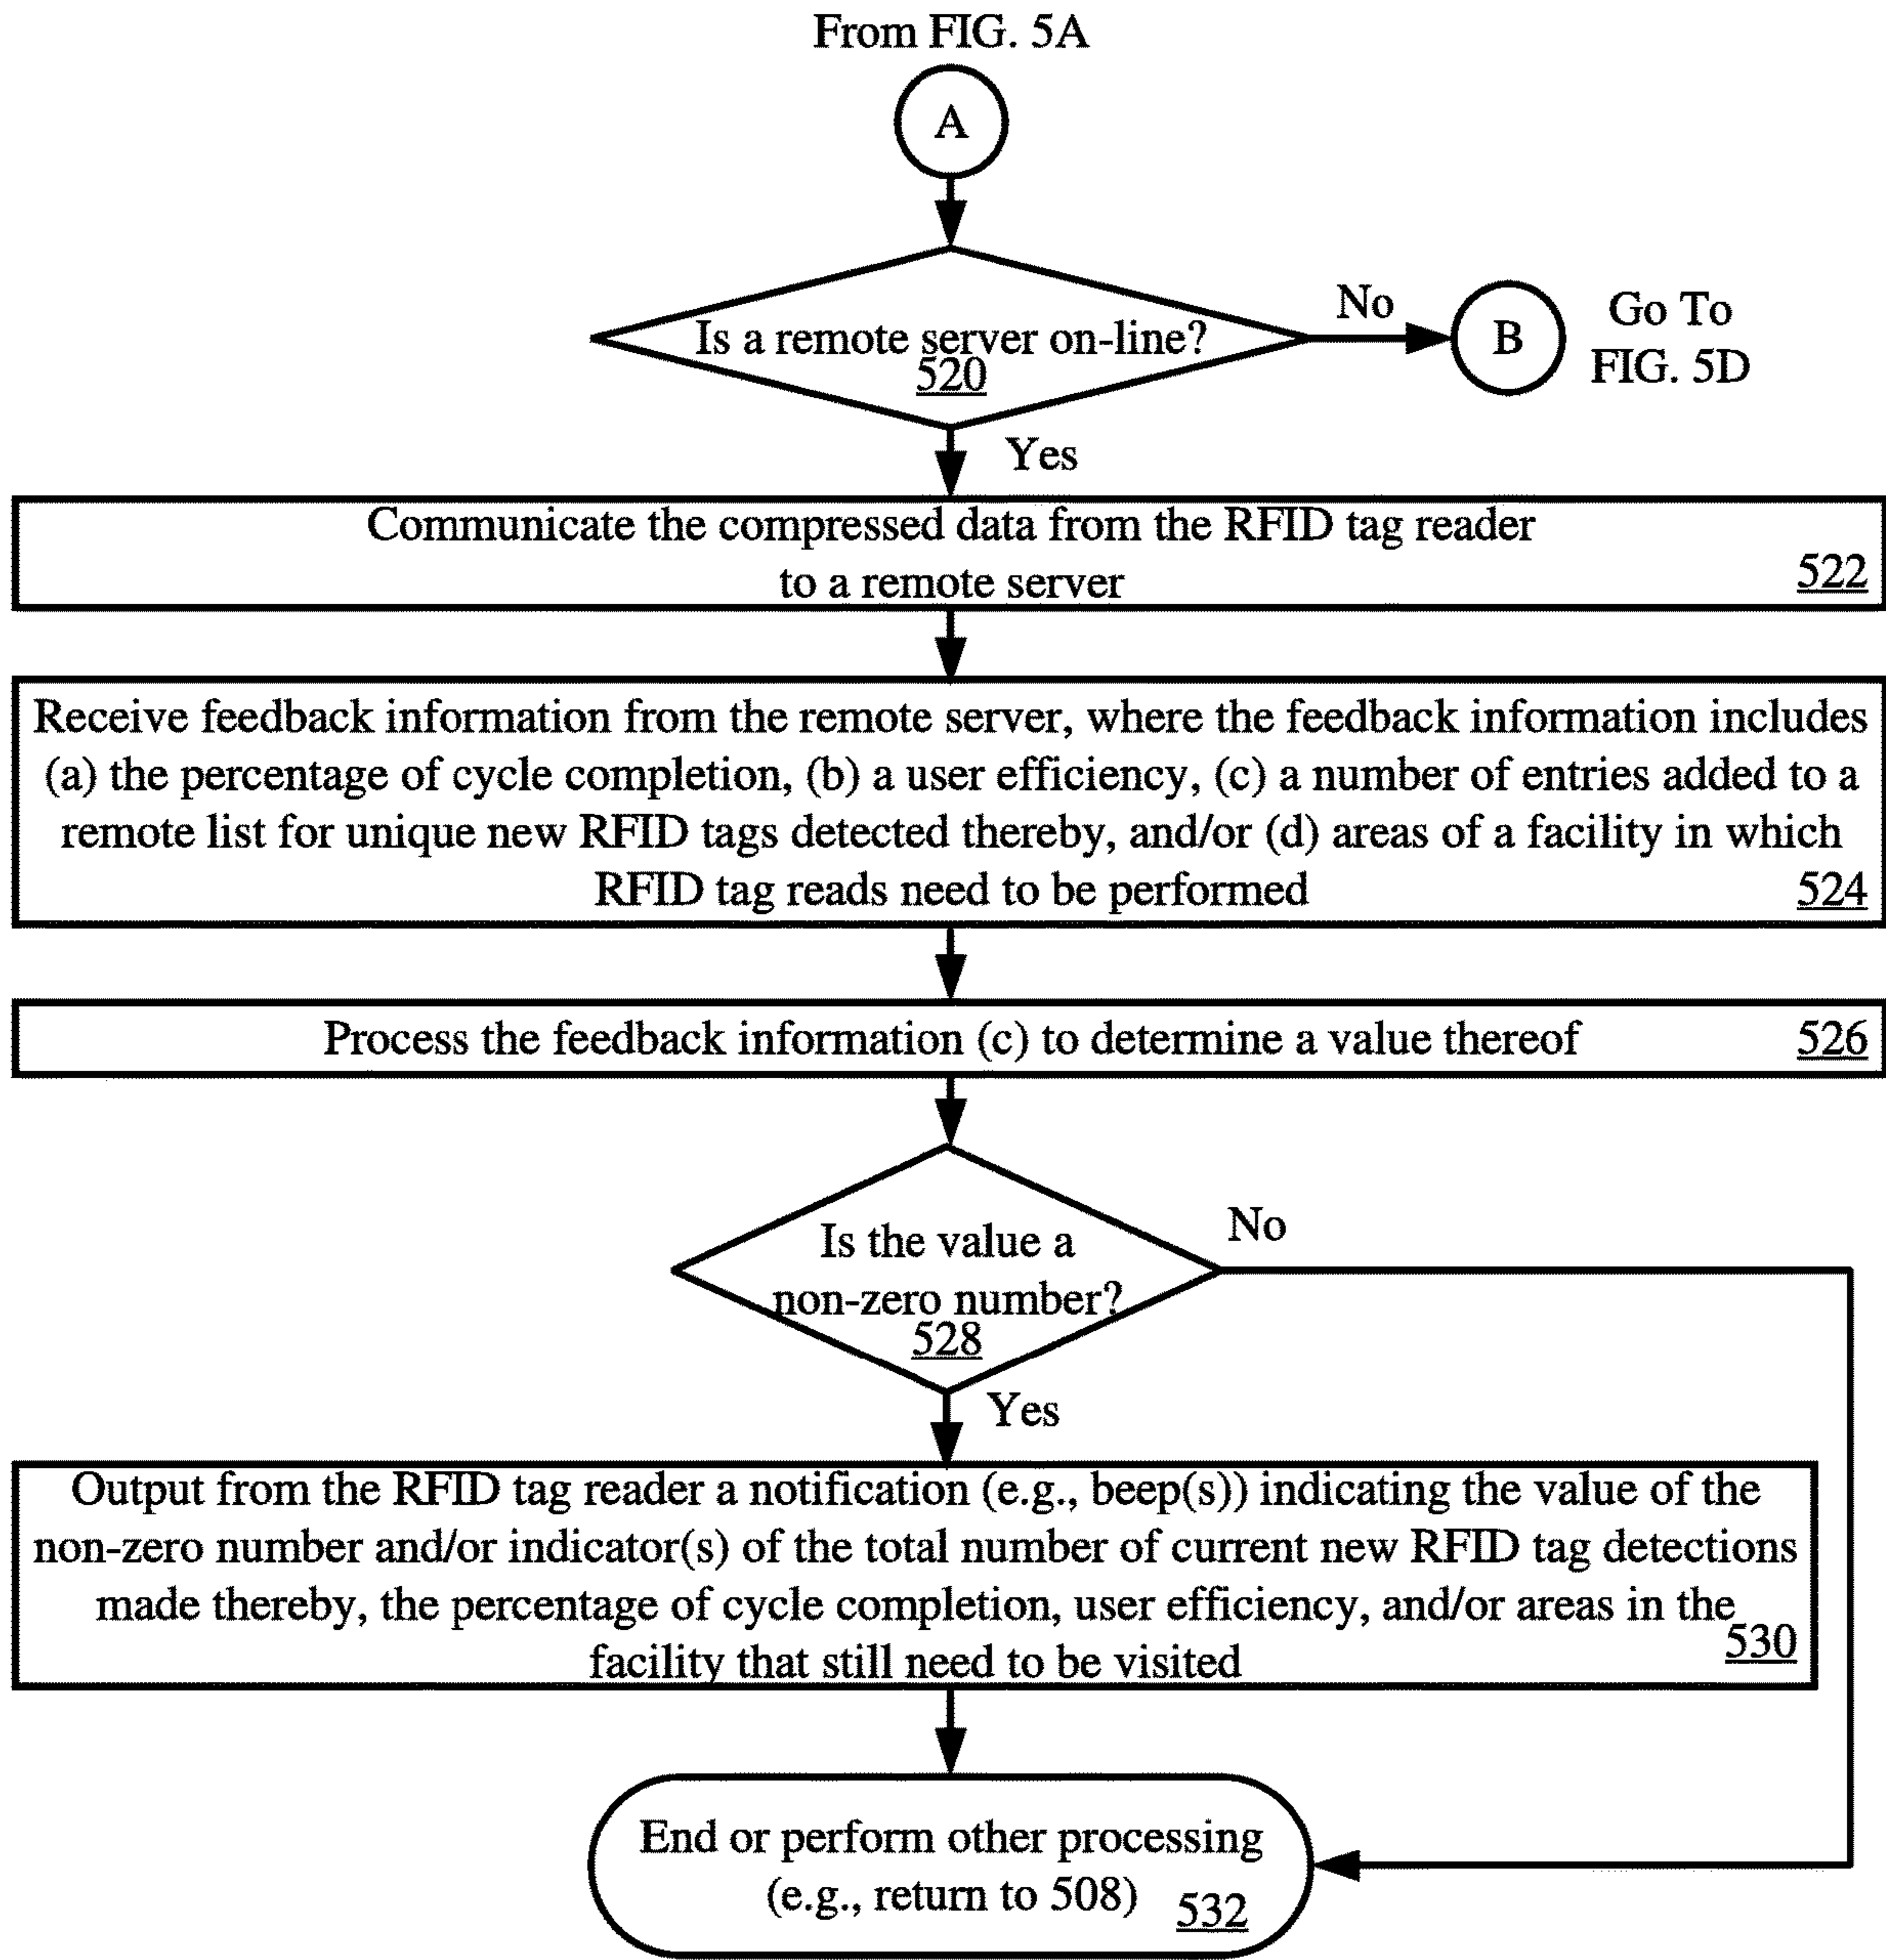 From FIG. 5A
A
Is a remote server on-line?
520
No
B
Go To
FIG. 5D
Yes
Communicate the compressed data from the RFID tag reader
to a remote server
522
Receive feedback information from the remote server, where the feedback information includes
(a) the percentage of cycle completion, (b) a user efficiency, (c) a number of entries added to a
remote list for unique new RFID tags detected thereby, and/or (d) areas of a facility in which
RFID tag reads need to be performed
524
Process the feedback information (c) to determine a value thereof
526
Is the value a
non-zero number?
528
No
Yes
Output from the RFID tag reader a notification (e.g., beep(s)) indicating the value of the
non-zero number and/or indicator(s) of the total number of current new RFID tag detections
made thereby, the percentage of cycle completion, user efficiency, and/or areas in the
facility that still need to be visited
530
End or perform other processing
(e.g., return to 508)
532